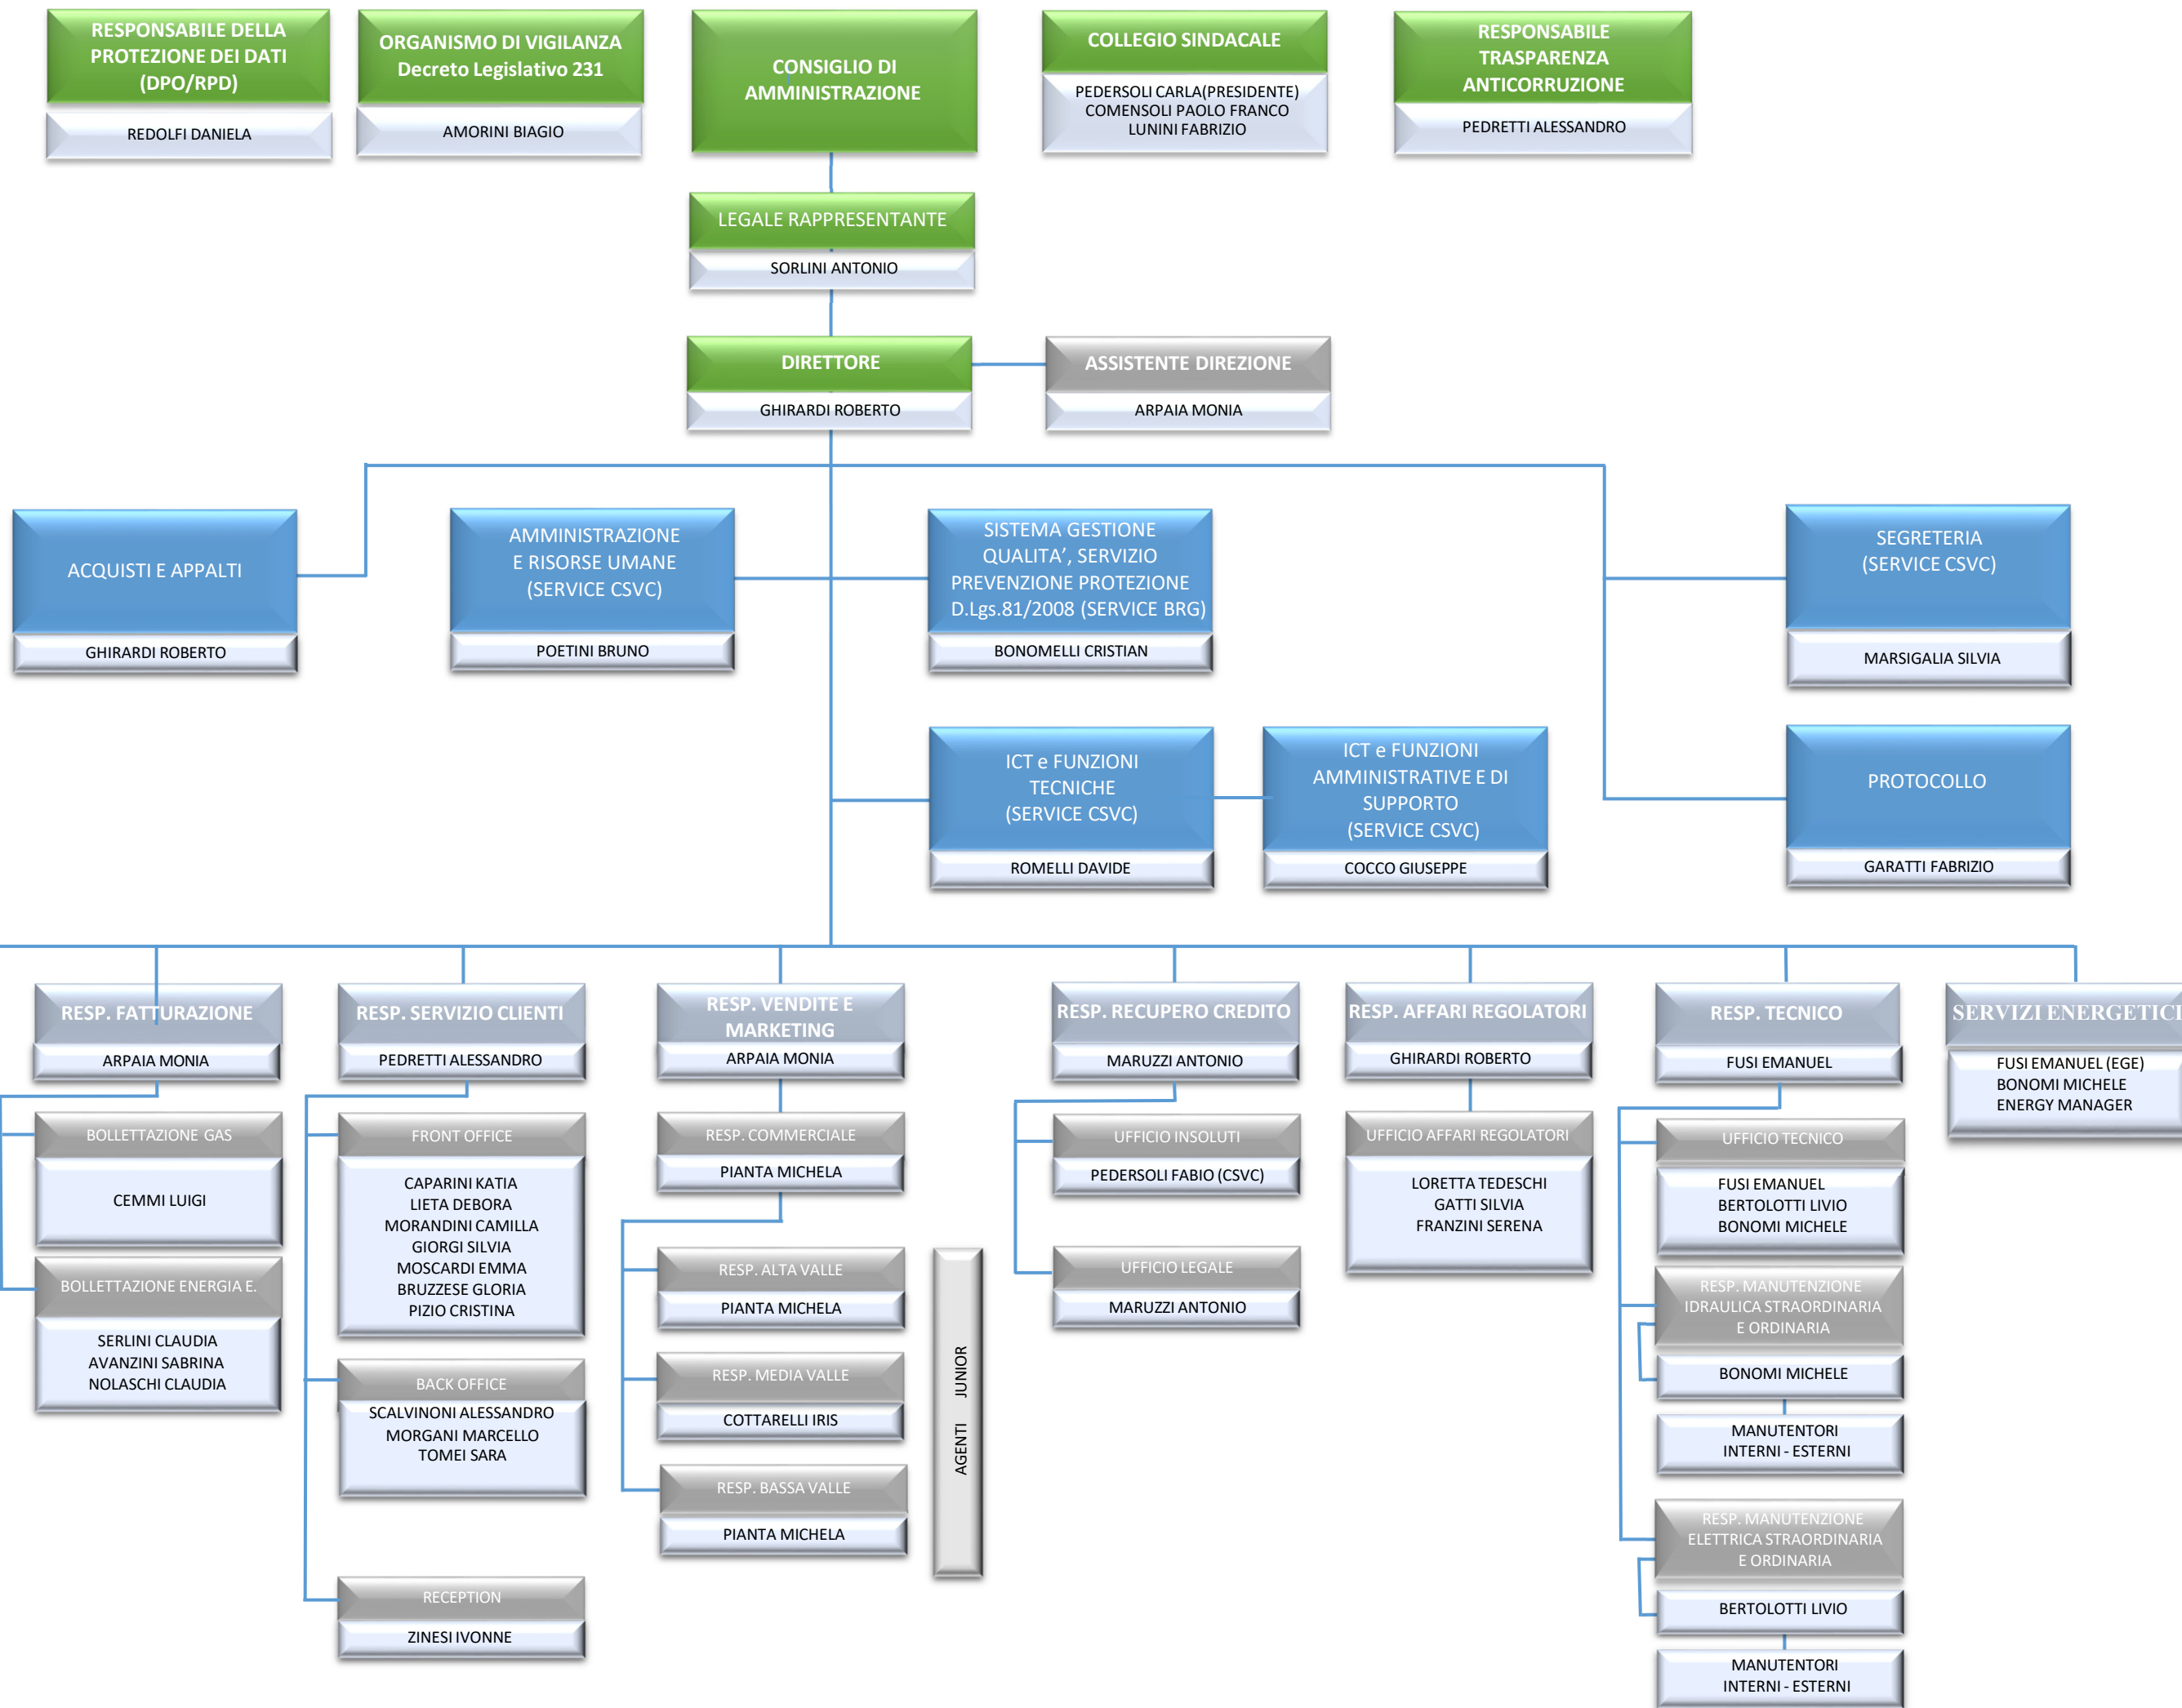 RESPONSABILE DELLA
PROTEZIONE DEI DATI
(DPO/RPD)
REDOLFI DANIELA
ORGANISMO DI VIGILANZA
Decreto Legislativo 231
AMORINI BIAGIO
CONSIGLIO DI
AMMINISTRAZIONE
COLLEGIO SINDACALE
PEDERSOLI CARLA(PRESIDENTE)
COMENSOLI PAOLO FRANCO
LUNINI FABRIZIO
RESPONSABILE
TRASPARENZA
ANTICORRUZIONE
PEDRETTI ALESSANDRO
LEGALE RAPPRESENTANTE
SORLINI ANTONIO
DIRETTORE
GHIRARDI ROBERTO
ASSISTENTE DIREZIONE
ARPAIA MONIA
ACQUISTI E APPALTI
GHIRARDI ROBERTO
AMMINISTRAZIONE
E RISORSE UMANE
(SERVICE CSVC)
POETINI BRUNO
SISTEMA GESTIONE
QUALITA’, SERVIZIO
PREVENZIONE PROTEZIONE
D.Lgs.81/2008 (SERVICE BRG)
BONOMELLI CRISTIAN
SEGRETERIA
(SERVICE CSVC)
MARSIGALIA SILVIA
ICT e FUNZIONI
TECNICHE
(SERVICE CSVC)
ROMELLI DAVIDE
ICT e FUNZIONI
AMMINISTRATIVE E DI
SUPPORTO
(SERVICE CSVC)
COCCO GIUSEPPE
PROTOCOLLO
GARATTI FABRIZIO
RESP. FATTURAZIONE
ARPAIA MONIA
BOLLETTAZIONE GAS
CEMMI LUIGI
BOLLETTAZIONE ENERGIA E.
SERLINI CLAUDIA
AVANZINI SABRINA
NOLASCHI CLAUDIA
RESP. SERVIZIO CLIENTI
PEDRETTI ALESSANDRO
FRONT OFFICE
CAPARINI KATIA
LIETA DEBORA
MORANDINI CAMILLA
GIORGI SILVIA
MOSCARDI EMMA
BRUZZESE GLORIA
PIZIO CRISTINA
BACK OFFICE
SCALVINONI ALESSANDRO
MORGANI MARCELLO
TOMEI SARA
RECEPTION
ZINESI IVONNE
RESP. VENDITE E
MARKETING
ARPAIA MONIA
RESP. COMMERCIALE
PIANTA MICHELA
RESP. ALTA VALLE
PIANTA MICHELA
RESP. MEDIA VALLE
COTTARELLI IRIS
RESP. BASSA VALLE
PIANTA MICHELA
AGENTI JUNIOR
RESP. RECUPERO CREDITO
MARUZZI ANTONIO
UFFICIO INSOLUTI
PEDERSOLI FABIO (CSVC)
UFFICIO LEGALE
MARUZZI ANTONIO
RESP. AFFARI REGOLATORI
GHIRARDI ROBERTO
UFFICIO AFFARI REGOLATORI
LORETTA TEDESCHI
GATTI SILVIA
FRANZINI SERENA
RESP. TECNICO
FUSI EMANUEL
UFFICIO TECNICO
FUSI EMANUEL
BERTOLOTTI LIVIO
BONOMI MICHELE
RESP. MANUTENZIONE
IDRAULICA STRAORDINARIA
E ORDINARIA
BONOMI MICHELE
MANUTENTORI
INTERNI - ESTERNI
RESP. MANUTENZIONE
ELETTRICA STRAORDINARIA
E ORDINARIA
BERTOLOTTI LIVIO
MANUTENTORI
INTERNI - ESTERNI
SERVIZI ENERGETICI
FUSI EMANUEL (EGE)
BONOMI MICHELE
ENERGY MANAGER